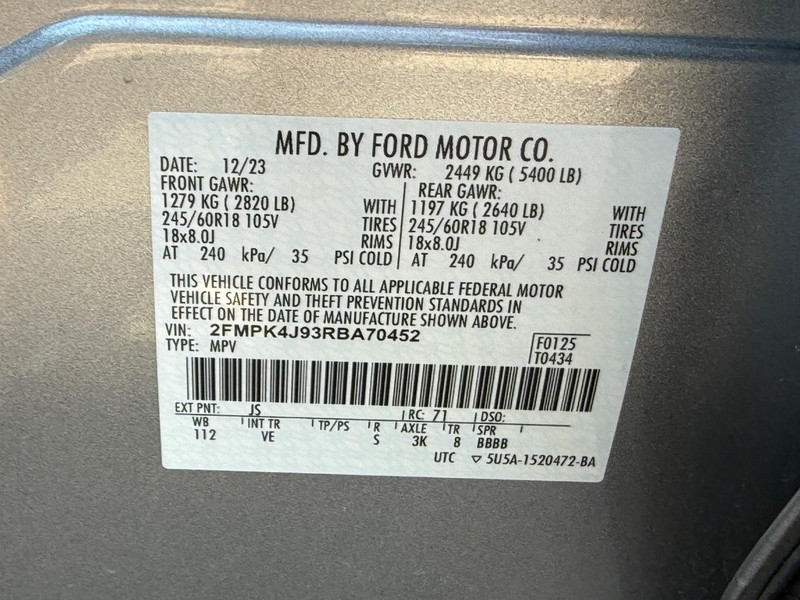 MFD. BY FORD MOTOR CO.
DATE: 12/23 GVWR: 2449 KG ( 5400 LB)
FRONT GAWR: REAR GAWR:
1279 KG ( 2820 LB) WITH 1197 KG ( 2640 LB) WITH
245/60R18 105V TIRES 245/60R18 105V TIRES
18x8.0J RIMS 18x8.0J RIMS
AT 240 kPa/ 35 PSI COLD AT 240 kPa/ 35 PSI COLD
THIS VEHICLE CONFORMS TO ALL APPLICABLE FEDERAL MOTOR
VEHICLE SAFETY AND THEFT PREVENTION STANDARDS IN
EFFECT ON THE DATE OF MANUFACTURE SHOWN ABOVE.
VIN: 2FMPK4J93RBA70452 F0125
TYPE: MPV T0434
EXT PNT: JS RC: 71 DSO:
WB INT TR TP/PS R AXLE TR SPR
112 VE S 3K 8 BBBB
UTC ▽ 5U5A-1520472-BA